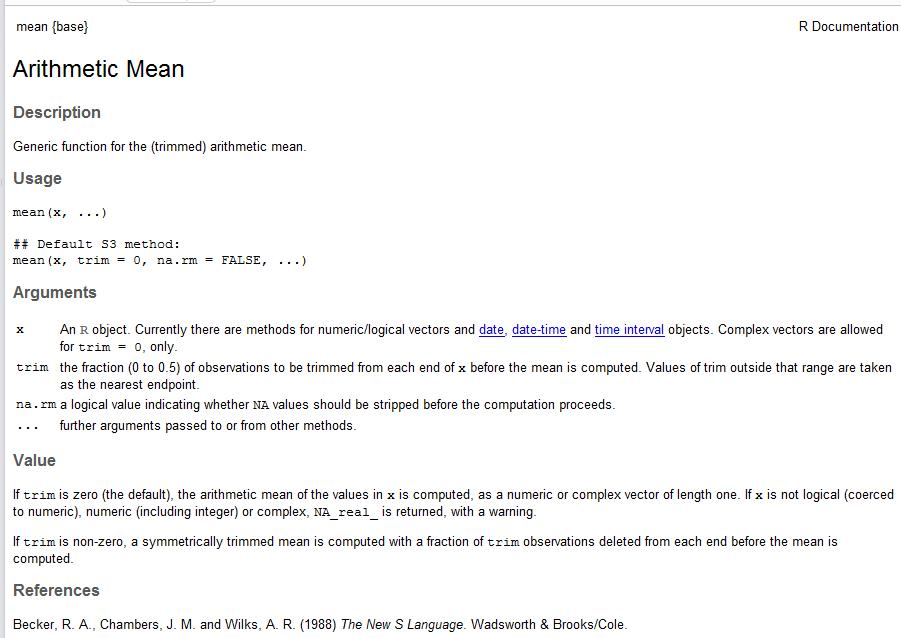 mean {base}
R Documentation
Arithmetic Mean
Description
Generic function for the (trimmed) arithmetic mean.
Usage
mean(x, ...)
## Default S3 method:
mean(x, trim = 0, na.rm = FALSE, ...)
Arguments
x An R object. Currently there are methods for numeric/logical vectors and date, date-time and time interval objects. Complex vectors are allowed
for trim = 0, only.
trim the fraction (0 to 0.5) of observations to be trimmed from each end of x before the mean is computed. Values of trim outside that range are taken
as the nearest endpoint.
na.rm a logical value indicating whether NA values should be stripped before the computation proceeds.
... further arguments passed to or from other methods.
Value
If trim is zero (the default), the arithmetic mean of the values in x is computed, as a numeric or complex vector of length one. If x is not logical (coerced
to numeric), numeric (including integer) or complex, NA_real_ is returned, with a warning.
If trim is non-zero, a symmetrically trimmed mean is computed with a fraction of trim observations deleted from each end before the mean is
computed.
References
Becker, R. A., Chambers, J. M. and Wilks, A. R. (1988) The New S Language. Wadsworth & Brooks/Cole.